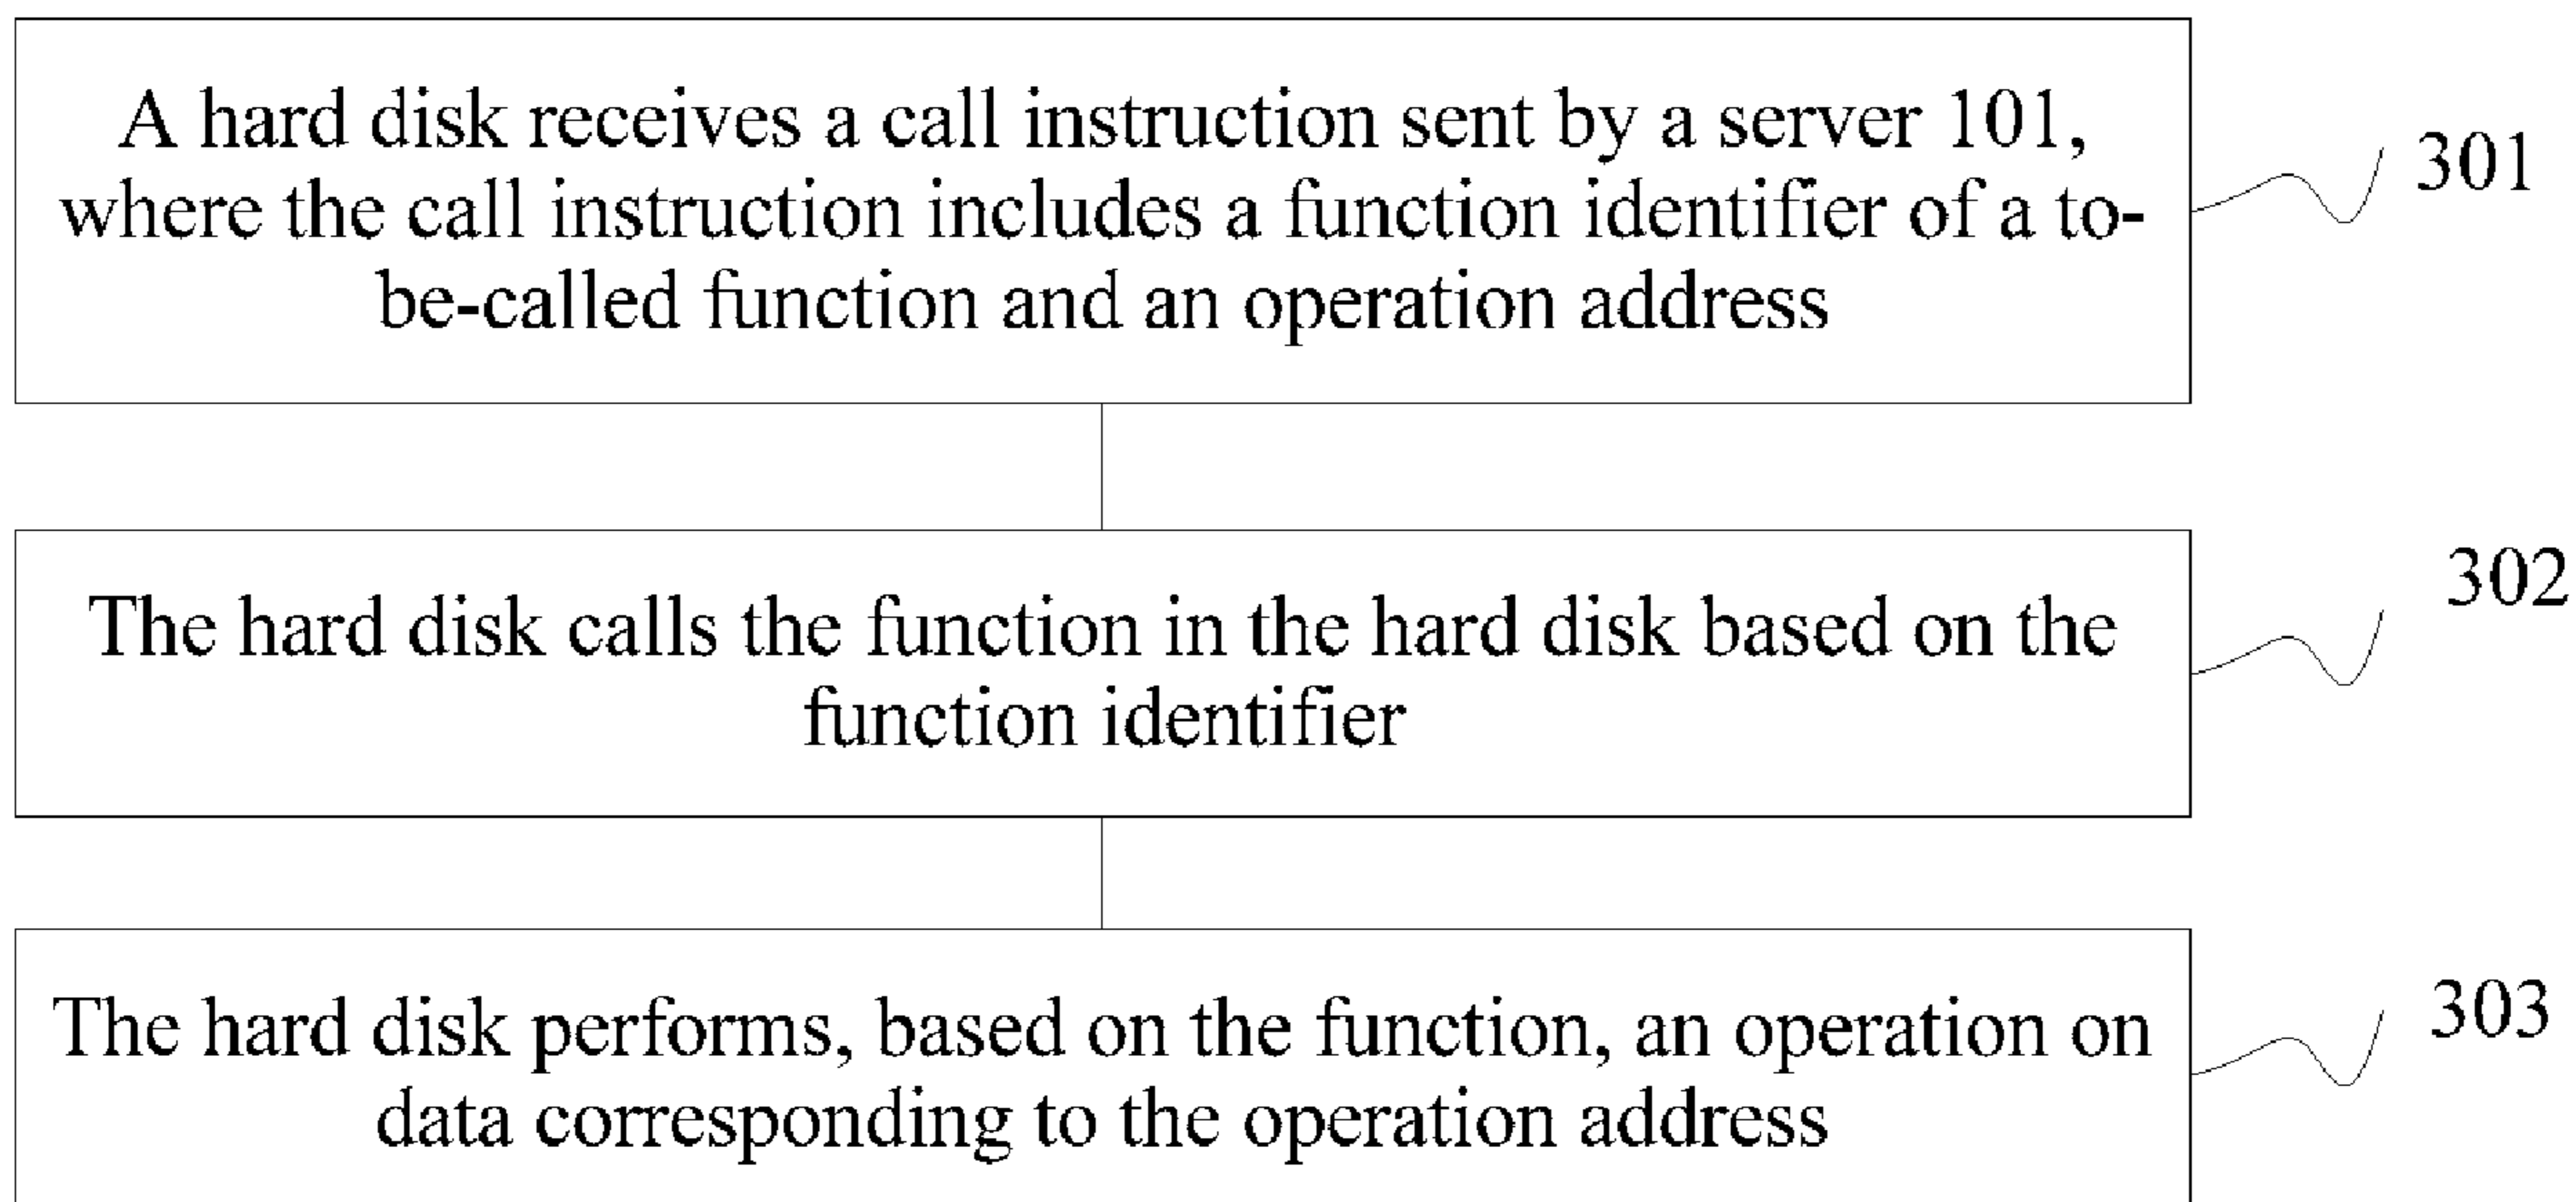 A hard disk receives a call instruction sent by a server 101,
where the call instruction includes a function identifier of a to-
be-called function and an operation address
301
The hard disk calls the function in the hard disk based on the
function identifier
302
The hard disk performs, based on the function, an operation on
data corresponding to the operation address
303